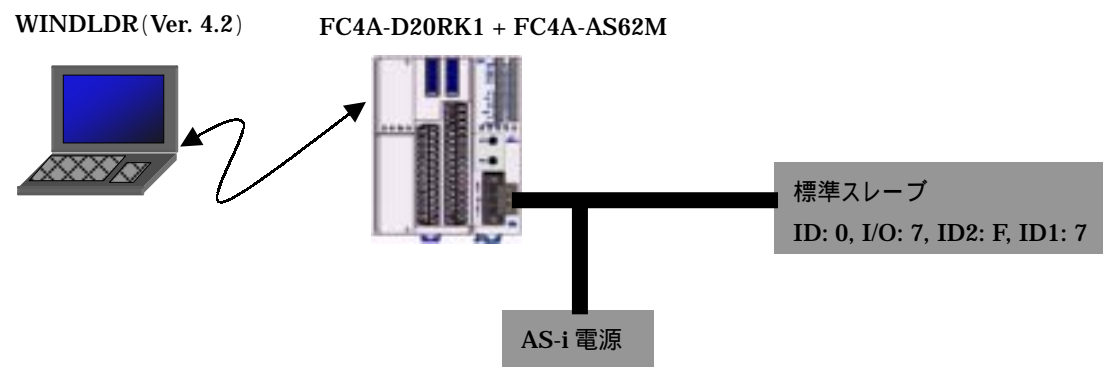 WINDLDR(Ver. 4.2)
FC4A-D20RK1 + FC4A-AS62M
標準スレーブ
ID: 0, I/O: 7, ID2: F, ID1: 7
AS-i 電源